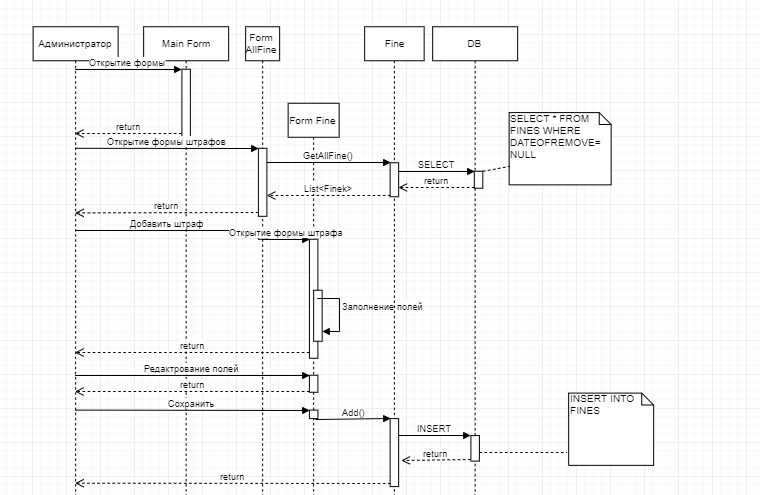 Администратор
Main Form
Form
AllFine
Fine
DB
Открытие формы
Form Fine
SELECT * FROM
FINES WHERE
DATEOFREMOVE=
NULL
return
Открытие формы штрафов
GetAllFine()
SELECT
return
List<Finek>
return
Добавить штраф
Открытие формы штрафа
Заполнение полей
return
Редактрование полей
return
Сохранить
Add()
INSERT INTO
FINES
INSERT
return
return